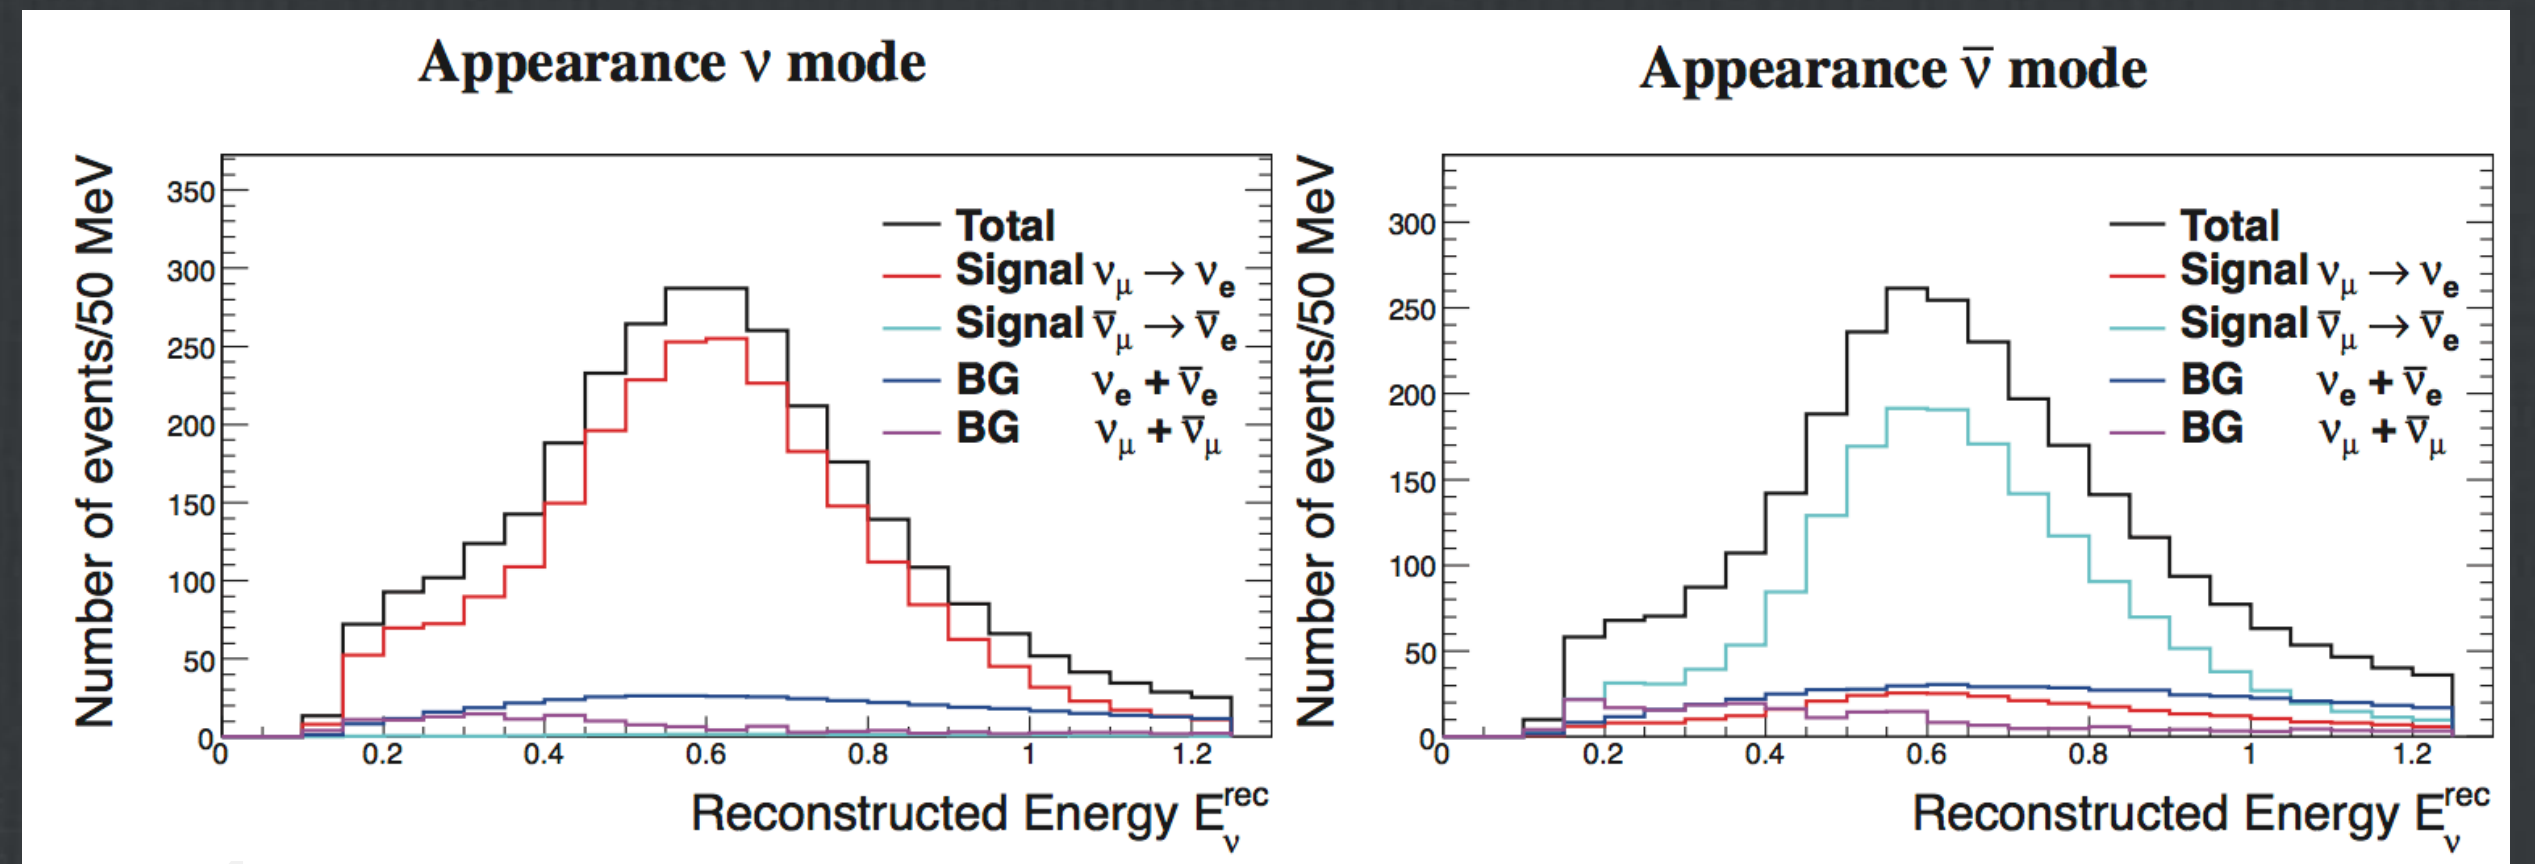 Appearance ν mode
Number of events/50 MeV
350
300
250
200
150
100
50
0
Total
Signal νμ → νe
Signal ν̅μ → ν̅e
BG νe + ν̅e
BG νμ + ν̅μ
0 0.2 0.4 0.6 0.8 1 1.2
Reconstructed Energy Eνrec
Appearance ν̅ mode
Number of events/50 MeV
300
250
200
150
100
50
0
Total
Signal νμ → νe
Signal ν̅μ → ν̅e
BG νe + ν̅e
BG νμ + ν̅μ
0 0.2 0.4 0.6 0.8 1 1.2
Reconstructed Energy Eνrec